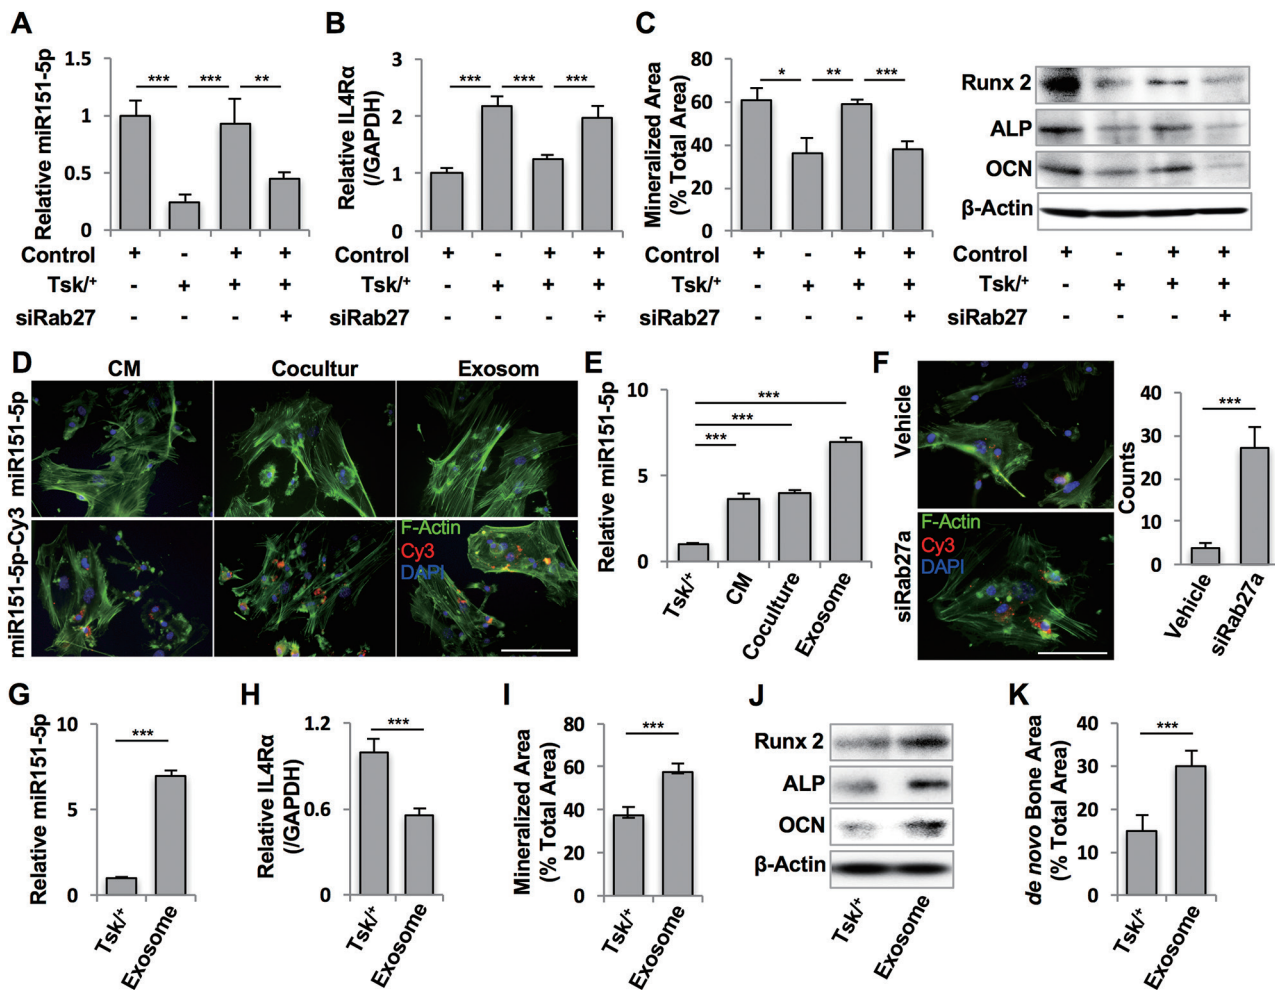 A
Relative miR151-5p
1.5
1
0.5
0
*** *** **
Control + - + +
Tsk/+ - + + +
siRab27 - - - +
B
Relative IL4Rα
(/GAPDH)
3
2
1
0
*** *** ***
Control + - + +
Tsk/+ - + + +
siRab27 - - - ÷
C
Mineralized Area
(% Total Area)
80
60
40
20
0
* ** ***
Control + - + +
Tsk/+ - + + +
siRab27 - - - +
Runx 2
ALP
OCN
β-Actin
Control + - + +
Tsk/+ - + + +
siRab27 - - - +
D
CM Cocultur Exosom
miR151-5p
miR151-5p-Cy3
F-Actin
Cy3
DAPI
E
Relative miR151-5p
10
5
0
***
***
***
Tsk/+
CM
Coculture
Exosome
F
Vehicle
siRab27a
F-Actin
Cy3
DAPI
Counts
40
30
20
10
0
***
Vehicle
siRab27a
G
Relative miR151-5p
10
5
0
***
Tsk/+
Exosome
H
Relative IL4Rα
(/GAPDH)
1.2
0.6
0
***
Tsk/+
Exosome
I
Mineralized Area
(% Total Area)
80
60
40
20
0
***
Tsk/+
Exosome
J
Runx 2
ALP
OCN
β-Actin
Tsk/+
Exosome
K
de novo Bone Area
(% Total Area)
40
30
20
10
0
***
Tsk/+
Exosome